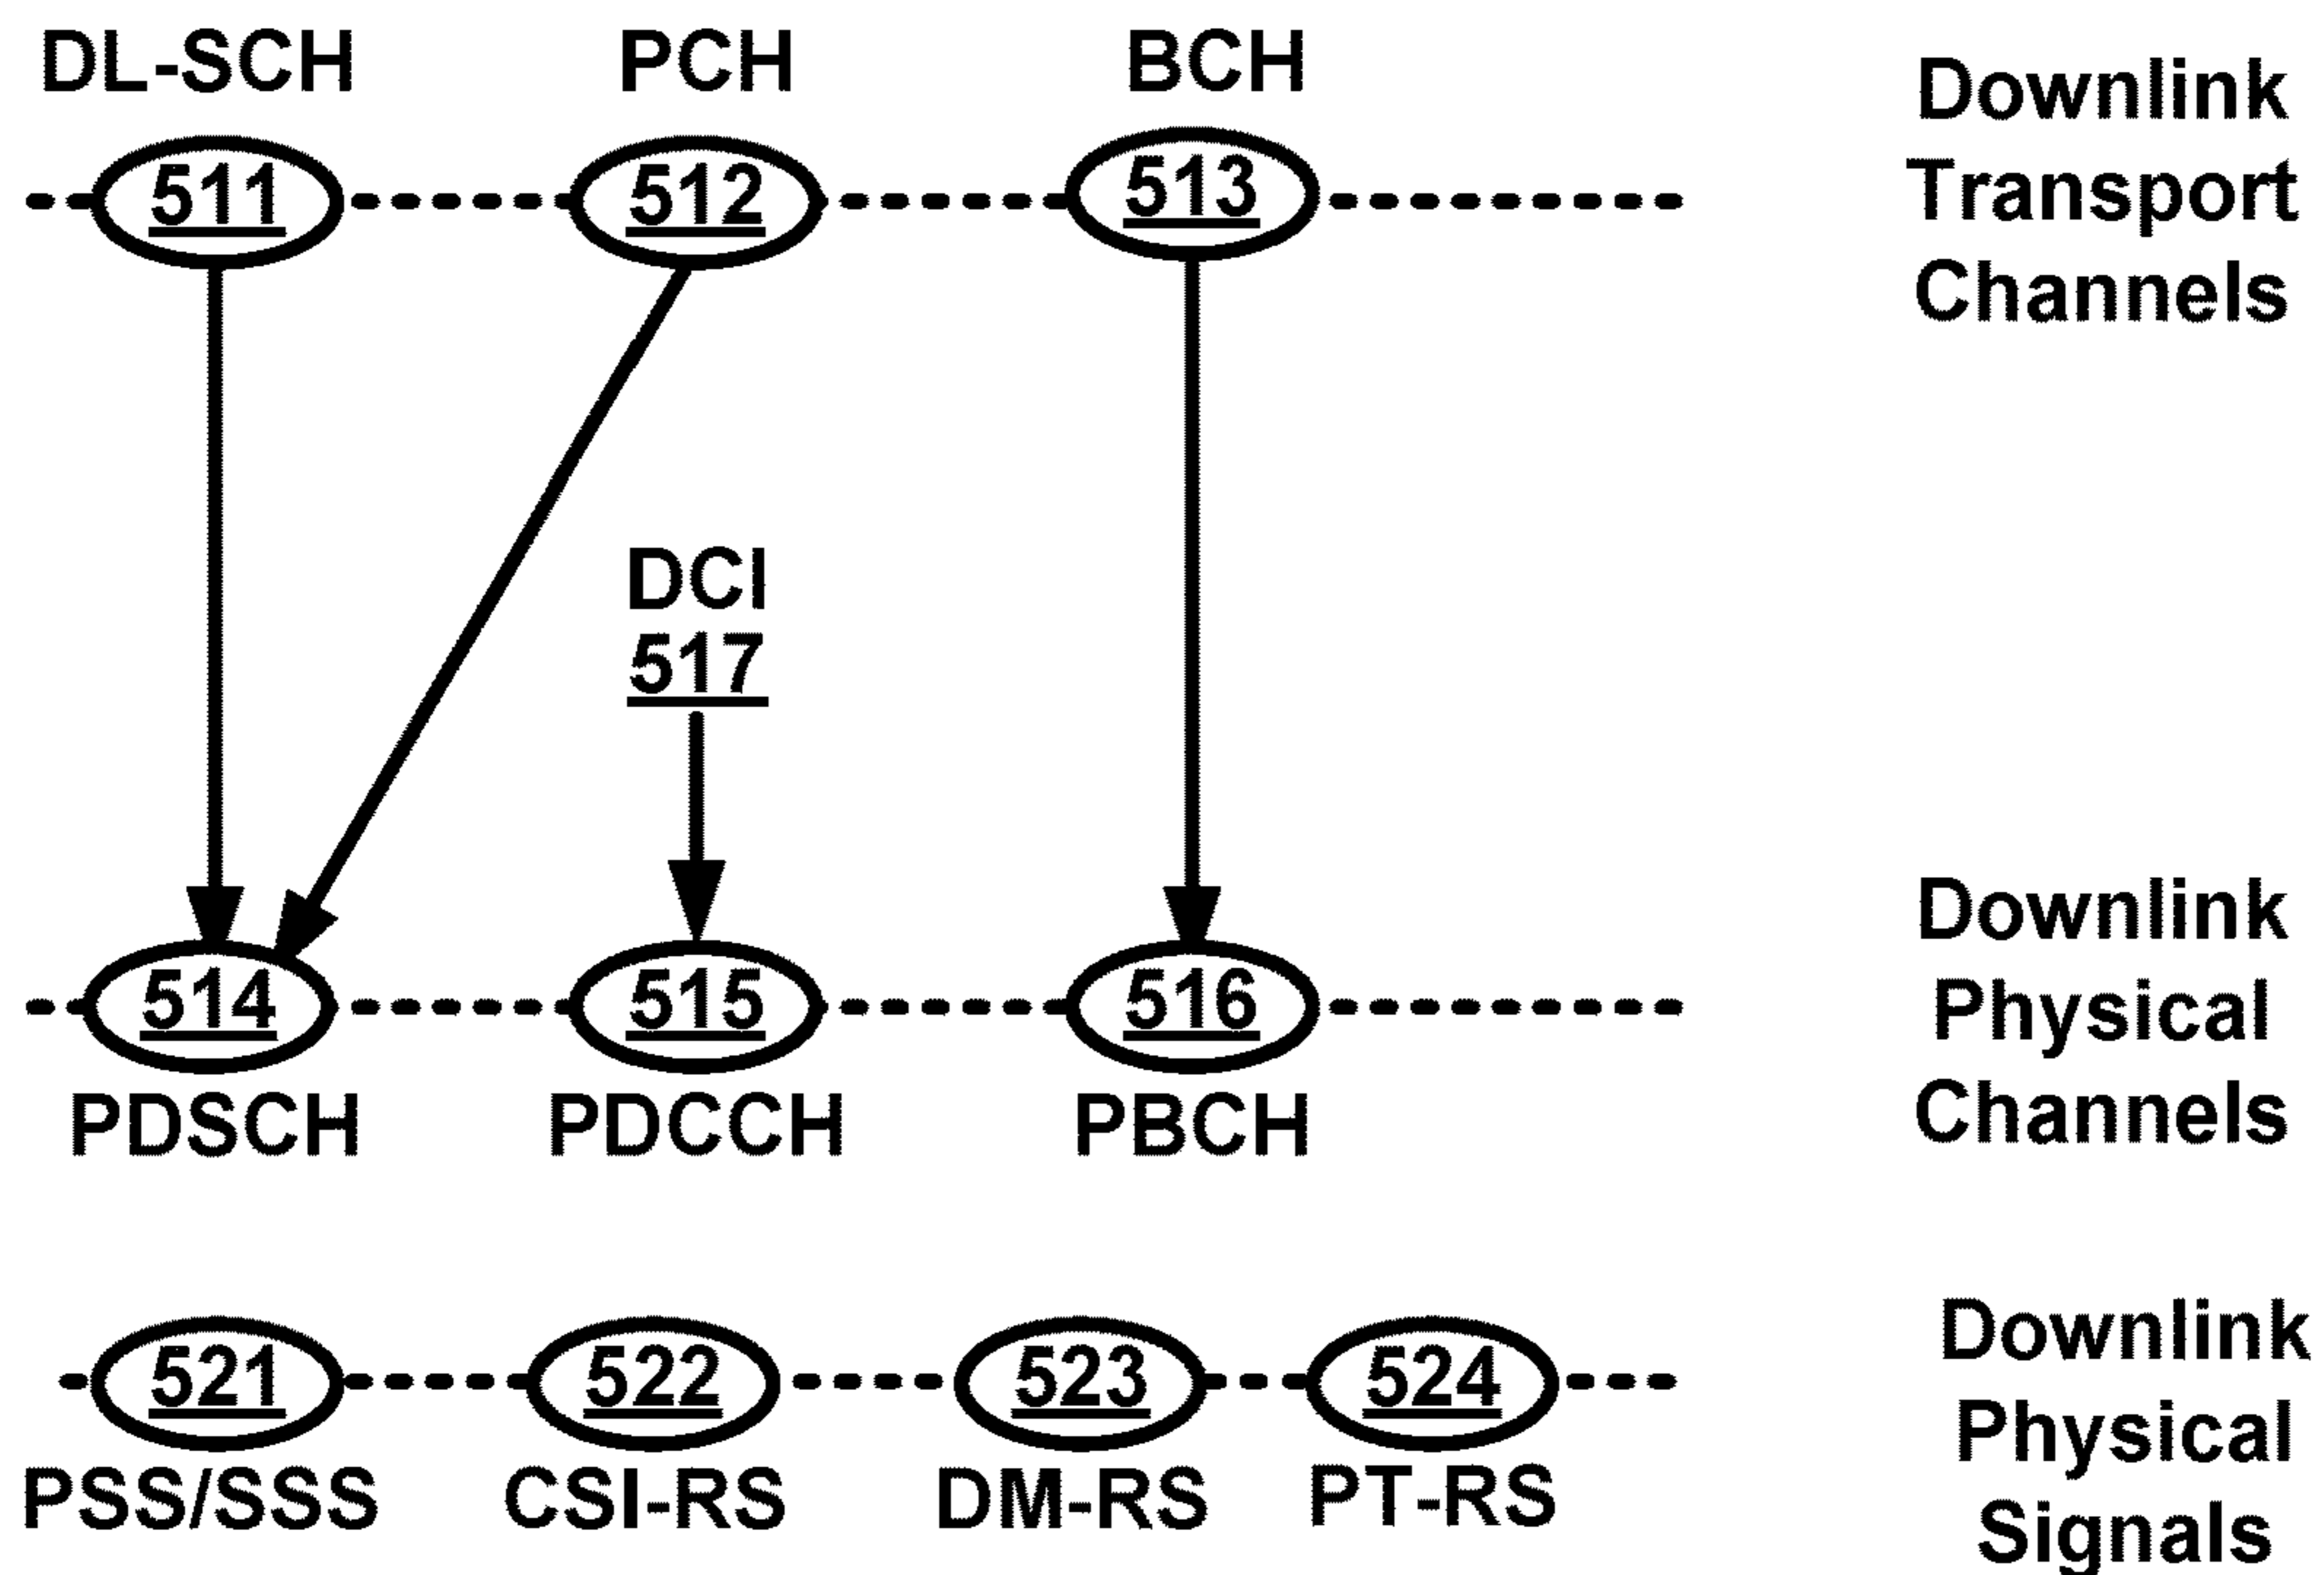 DL-SCH PCH BCH
Downlink
Transport
Channels
511 512 513
DCI
517
Downlink
Physical
Channels
514 515 516
PDSCH PDCCH PBCH
Downlink
Physical
Signals
521 522 523 524
PSS/SSS CSI-RS DM-RS PT-RS